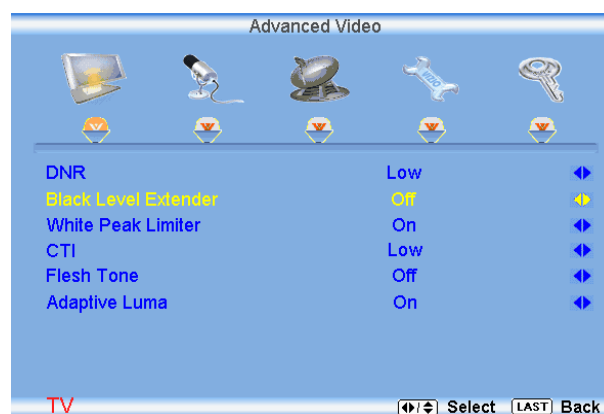 Advanced Video
VIZIO
DNR Low
Black Level Extender Off
White Peak Limiter On
CTI Low
Flesh Tone Off
Adaptive Luma On
TV Select LAST Back